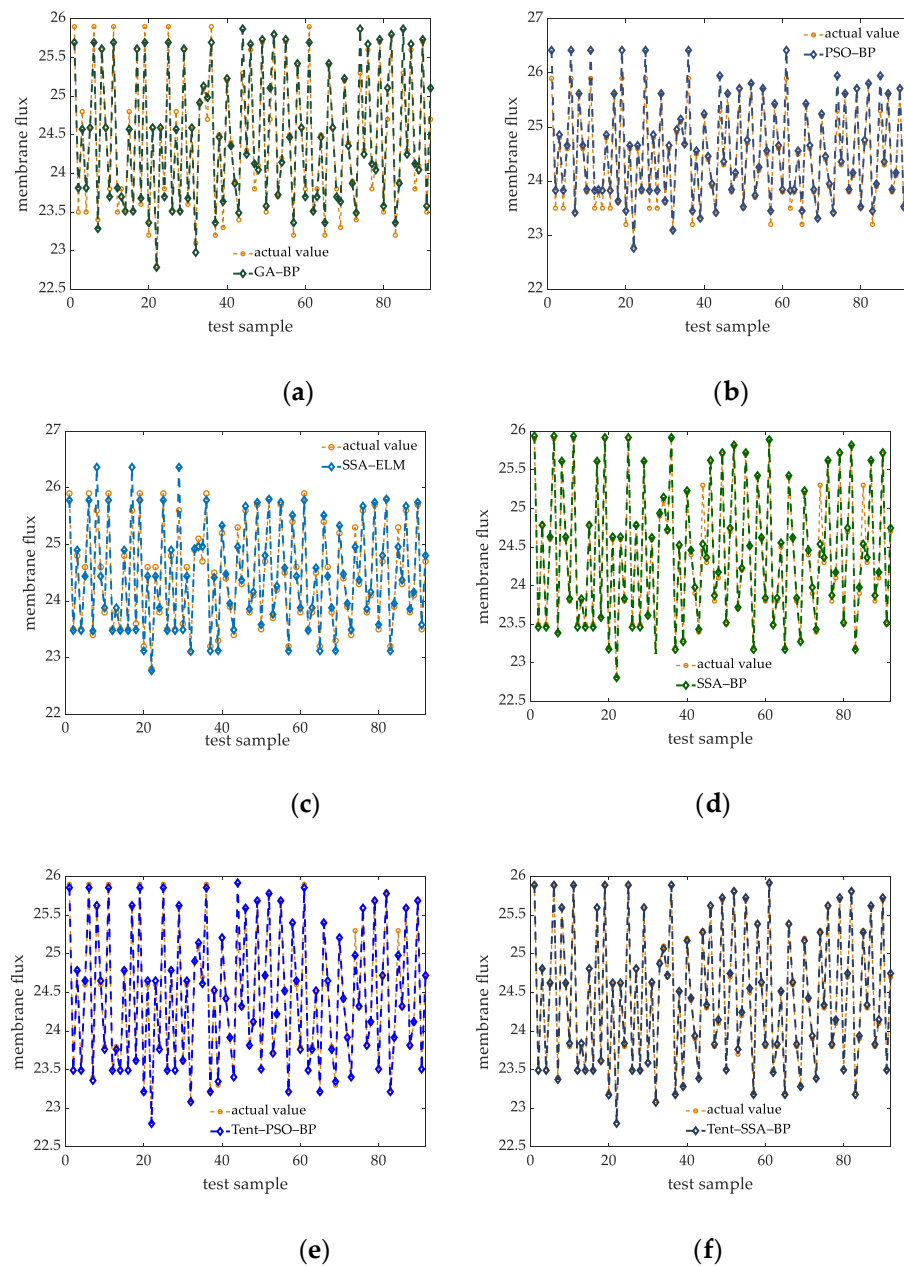 26
25.5
25
24.5
24
23.5
23
22.5
membrane flux
0
20
40
60
80
test sample
actual value
GA–BP
(a)
27
26
25
24
23
22
membrane flux
0
20
40
60
80
test sample
actual value
PSO–BP
(b)
27
26
25
24
23
22
membrane flux
0
20
40
60
80
test sample
actual value
SSA–ELM
(c)
26
25.5
25
24.5
24
23.5
23
22.5
membrane flux
0
20
40
60
80
test sample
actual value
SSA–BP
(d)
26
25.5
25
24.5
24
23.5
23
22.5
membrane flux
0
20
40
60
80
test sample
actual value
Tent–PSO–BP
(e)
26
25.5
25
24.5
24
23.5
23
22.5
membrane flux
0
20
40
60
80
test sample
actual value
Tent–SSA–BP
(f)